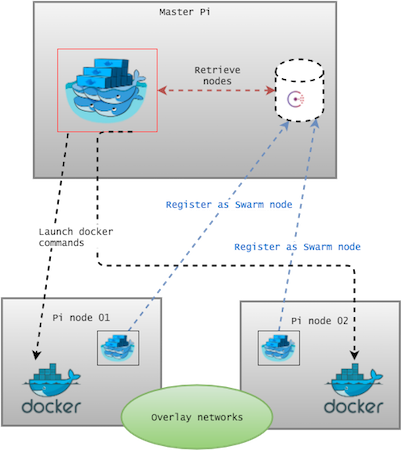 Master Pi
Retrieve
nodes
Register as Swarm node
Launch docker
commands
Register as Swarm node
Pi node 01
Pi node 02
docker
docker
Overlay networks